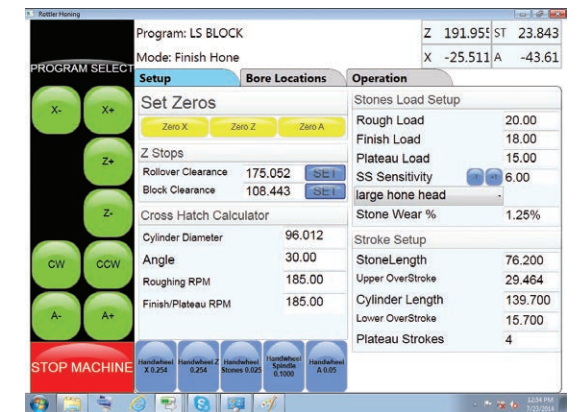 Rottler Honing
Program: LS BLOCK
Z 191.955 ST 23.843
Mode: Finish Hone
X -25.511 A -43.61
PROGRAM SELECT
Setup Bore Locations Operation
X- X+
Z+
Z-
CW CCW
A- A+
STOP MACHINE
Set Zeros
Zero X Zero Z Zero A
Z Stops
Rollover Clearance 175.052 SET
Block Clearance 108.443 SET
Cross Hatch Calculator
Cylinder Diameter 96.012
Angle 30.00
Roughing RPM 185.00
Finish/Plateau RPM 185.00
Stones Load Setup
Rough Load 20.00
Finish Load 18.00
Plateau Load 15.00
SS Sensitivity 6.00
large hone head
Stone Wear % 1.25%
Stroke Setup
StoneLength 76.200
Upper OverStroke 29.464
Cylinder Length 139.700
Lower OverStroke 15.700
Plateau Strokes 4
Handwheel X 0.254
Handwheel Z 0.254
Handwheel Stones 0.025
Handwheel Spindle 0.1000
Handwheel A 0.05
12:34 PM
7/23/2014